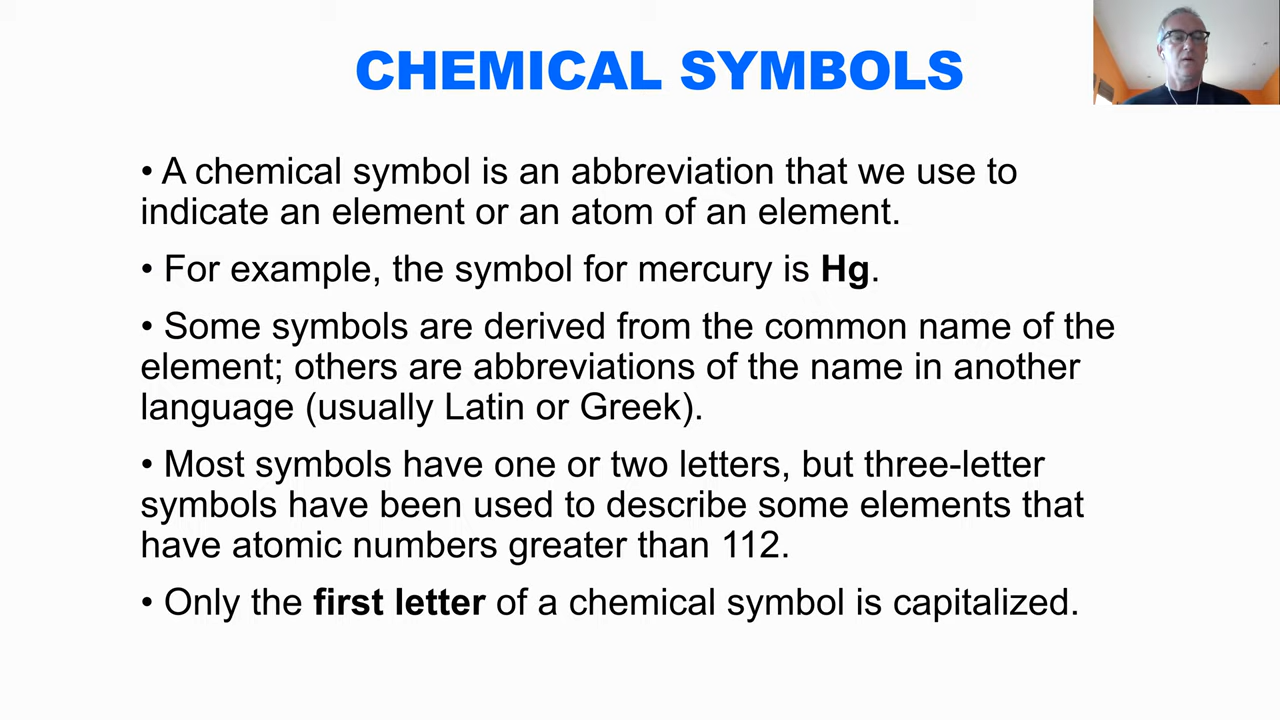 CHEMICAL SYMBOLS
• A chemical symbol is an abbreviation that we use to
indicate an element or an atom of an element.
• For example, the symbol for mercury is Hg.
• Some symbols are derived from the common name of the
element; others are abbreviations of the name in another
language (usually Latin or Greek).
• Most symbols have one or two letters, but three-letter
symbols have been used to describe some elements that
have atomic numbers greater than 112.
• Only the first letter of a chemical symbol is capitalized.